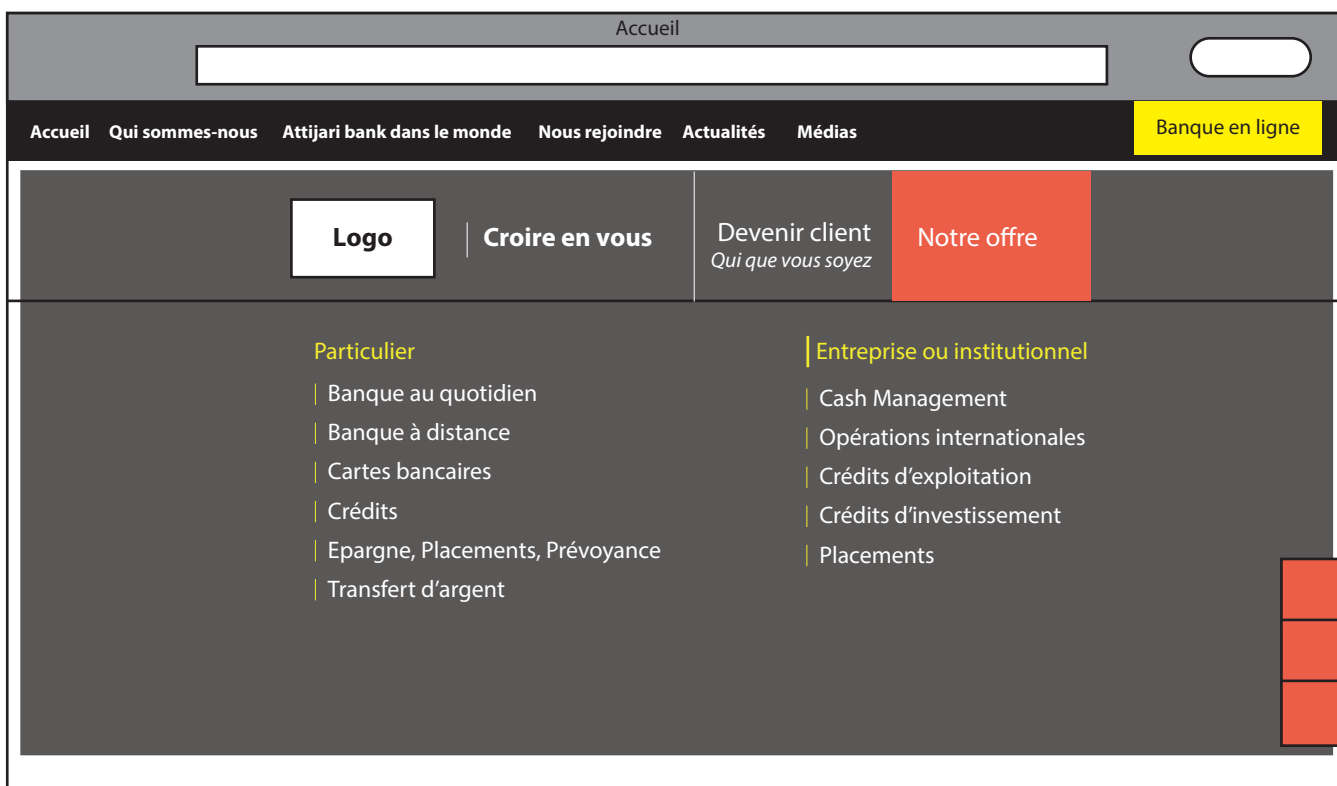 Accueil
Accueil Qui sommes-nous Attijari bank dans le monde Nous rejoindre Actualités Médias Banque en ligne
Logo Croire en vous Devenir client Notre offre
Qui que vous soyez
Particulier
Banque au quotidien
Banque à distance
Cartes bancaires
Crédits
Epargne, Placements, Prévoyance
Transfert d'argent
Entreprise ou institutionnel
Cash Management
Opérations internationales
Crédits d'exploitation
Crédits d'investissement
Placements